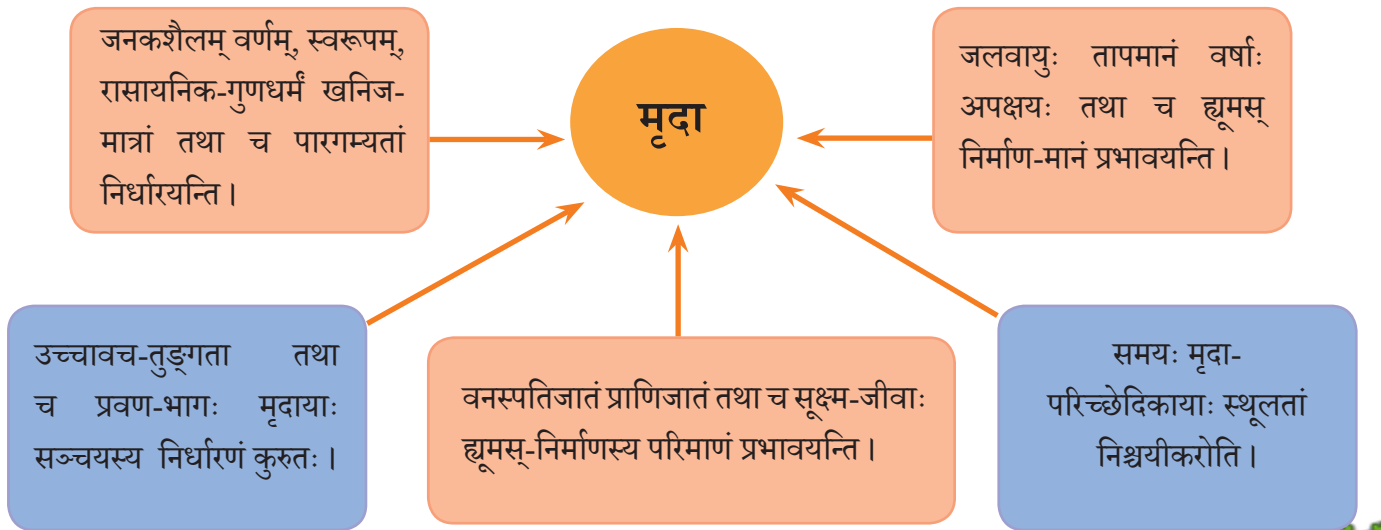 जनकशैलम् वर्णम्, स्वरूपम्,
रासायनिक-गुणधर्मं खनिज-
मात्रां तथा च पारगम्यतां
निर्धारयन्ति।
मृदा
जलवायुः तापमानं वर्षाः
अपक्षयः तथा च ह्यूमस्
निर्माण-मानं प्रभावयन्ति।
उच्चावच-तुङ्गता तथा
च प्रवण-भागः मृदायाः
सञ्चयस्य निर्धारणं कुरुतः।
वनस्पतिजातं प्राणिजातं तथा च सूक्ष्म-जीवाः
ह्यूमस्-निर्माणस्य परिमाणं प्रभावयन्ति।
समयः मृदा-
परिच्छेदिकायाः स्थूलतां
निश्चयीकरोति।